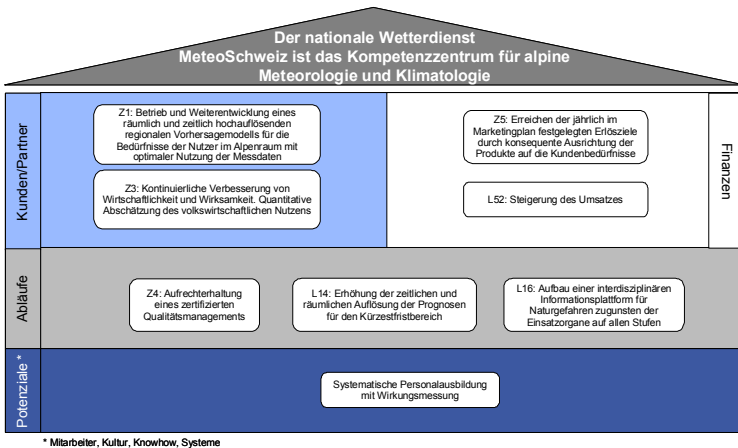 Der nationale Wetterdienst
MeteoSchweiz ist das Kompetenzzentrum für alpine
Meteorologie und Klimatologie
Kunden/Partner
Z1: Betrieb und Weiterentwicklung eines
räumlich und zeitlich hochauflösenden
regionalen Vorhersagemodells für die
Bedürfnisse der Nutzer im Alpenraum mit
optimaler Nutzung der Messdaten
Z3: Kontinuierliche Verbesserung von
Wirtschaftlichkeit und Wirksamkeit. Quantitative
Abschätzung des volkswirtschaftlichen Nutzens
Z5: Erreichen der jährlich im
Marketingplan festgelegten Erlösziele
durch konsequente Ausrichtung der
Produkte auf die Kundenbedürfnisse
L52: Steigerung des Umsatzes
Finanzen
Abläufe
Z4: Aufrechterhaltung
eines zertifizierten
Qualitätsmanagements
L14: Erhöhung der zeitlichen und
räumlichen Auflösung der Prognosen
für den Kürzestfristbereich
L16: Aufbau einer interdisziplinären
Informationsplattform für
Naturgefahren zugunsten der
Einsatzorgane auf allen Stufen
Potenziale *
Systematische Personalausbildung
mit Wirkungsmessung
* Mitarbeiter, Kultur, Knowhow, Systeme